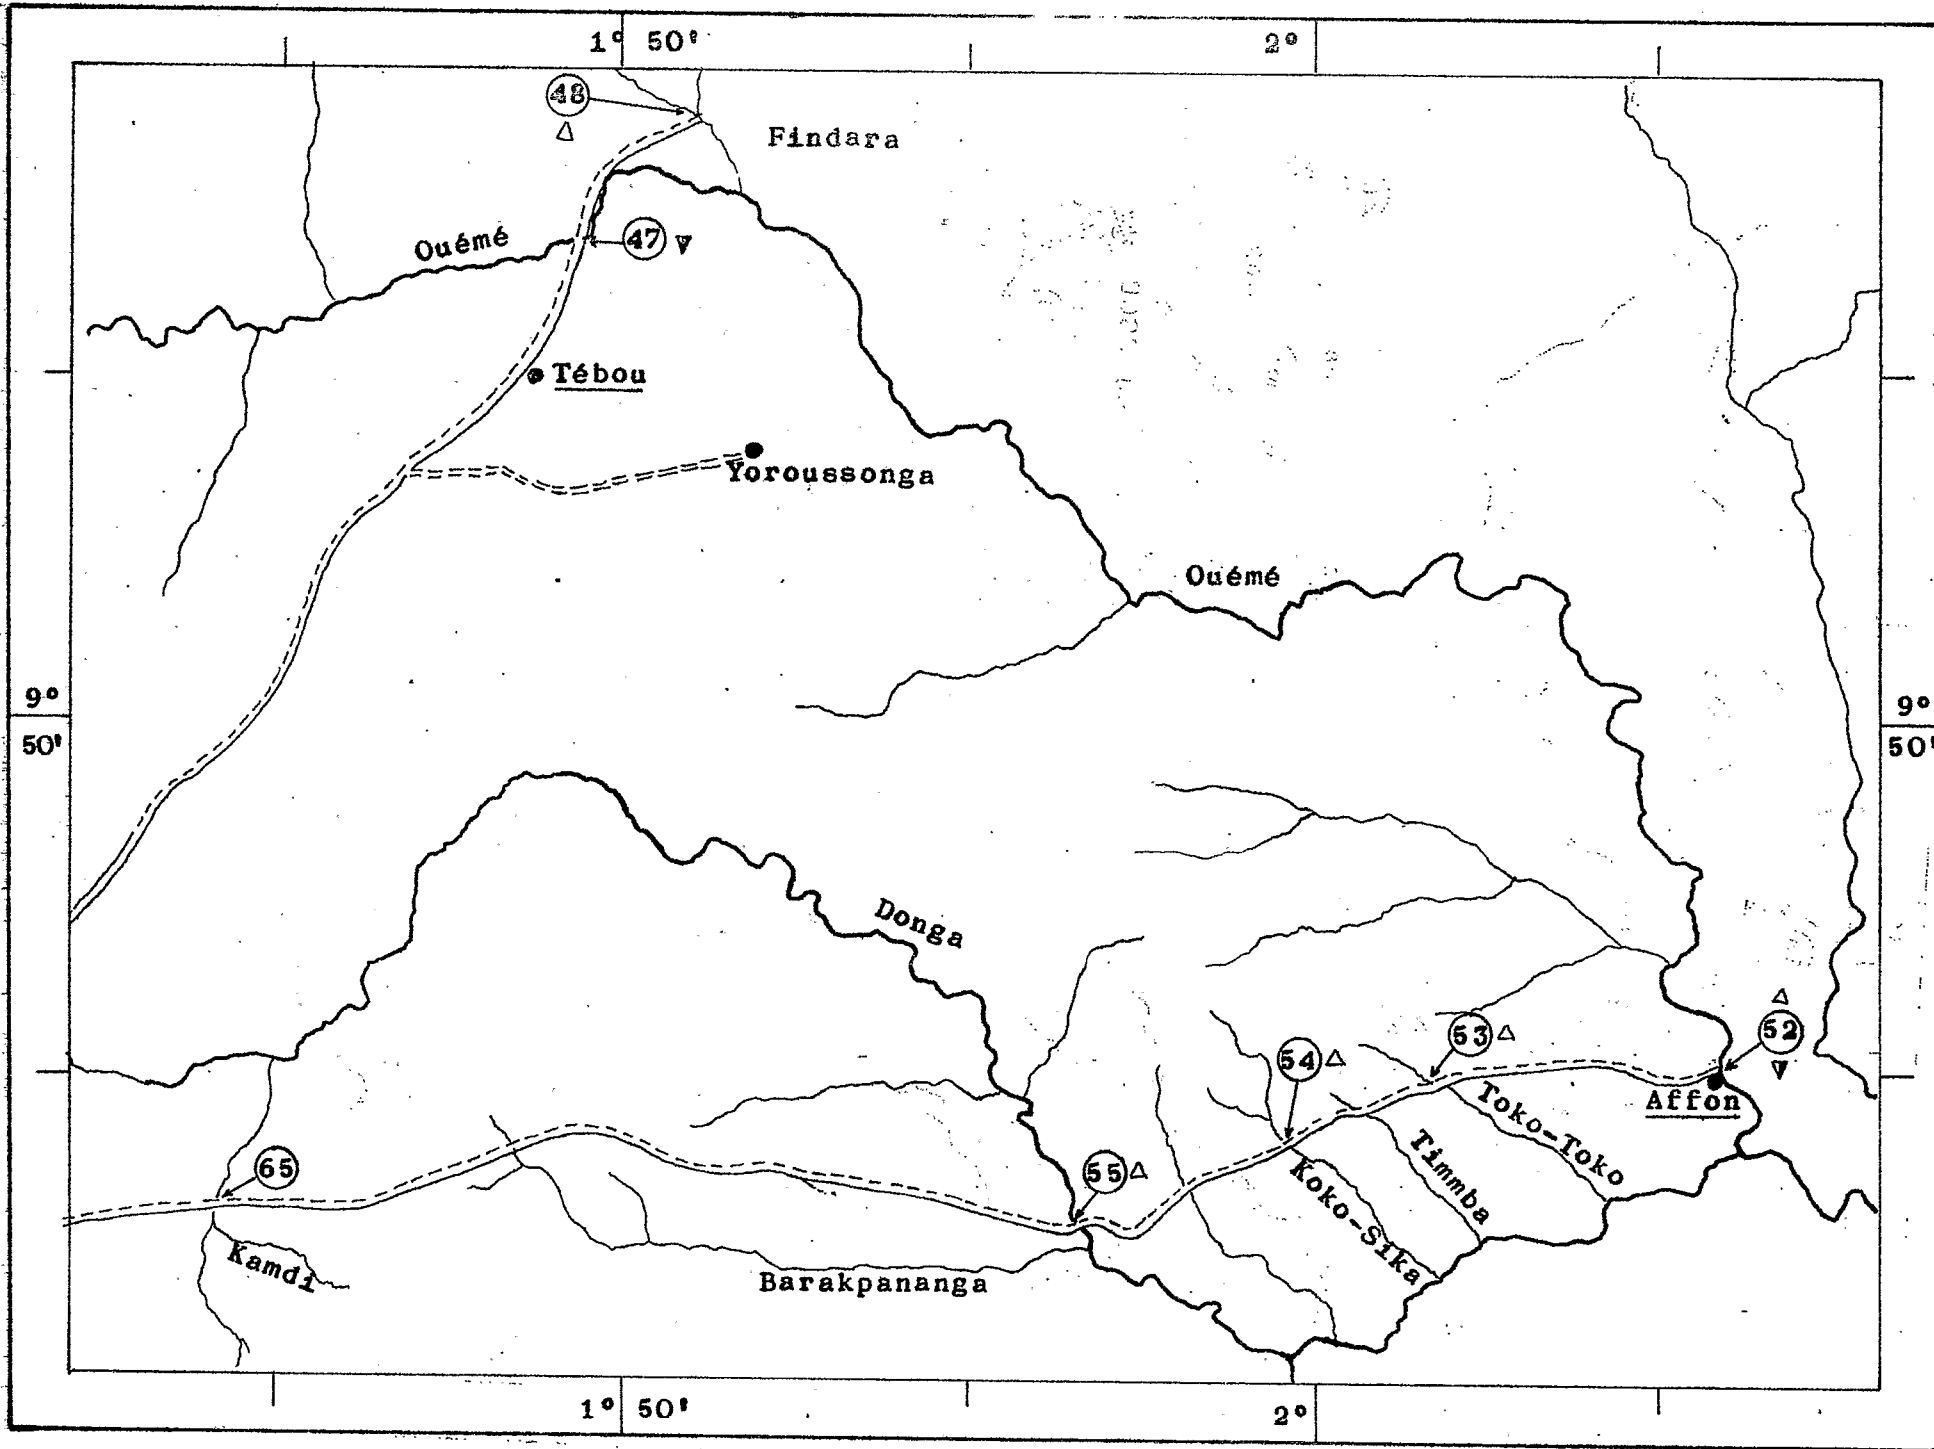 1° 50'
2°
48
Findara
Ouémé
47
Tébou
Yoroussonga
Ouémé
9°
50'
9°
50'
Donga
52
53
54
Affon
Toko-Toko
Timmba
Koko-Sika
55
65
Kamdi
Barakpananga
1° 50'
2°